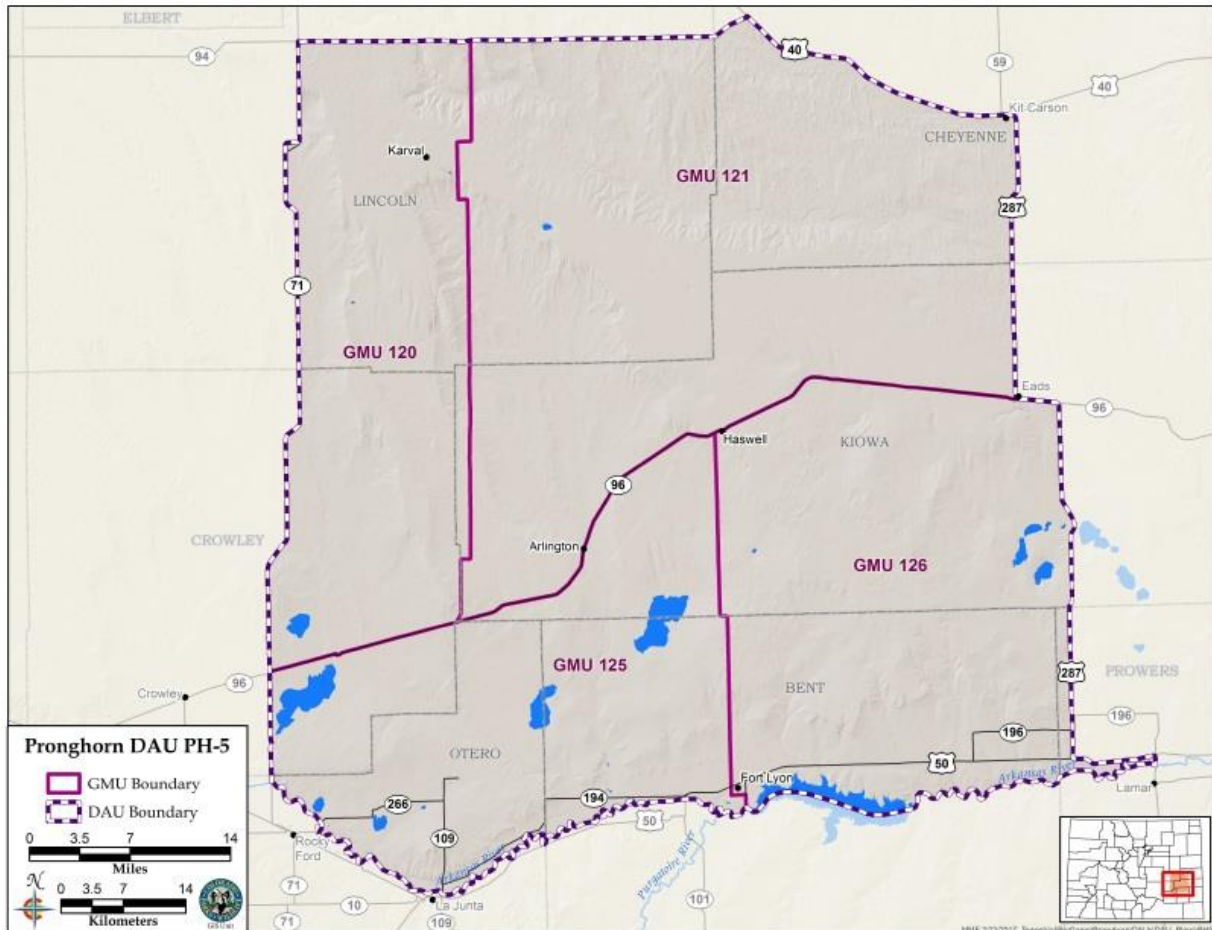 ELBERT
94
40
59
40
Kit Carson
CHEYENNE
Karval
GMU 121
LINCOLN
287
71
GMU 120
Eads
96
Haswell
KIOWA
96
Arlington
CROWLEY
GMU 126
GMU 125
PROWERS
Crowley
96
BENT
287
196
196
OTERO
50
Arkansas River
Fort Lyon
Lamar
266
194
109
50
Rocky
Ford
Arkansas River
Purgatoire River
71
10
La Junta
101
71
109
Pronghorn DAU PH-5
GMU Boundary
DAU Boundary
0 3.5 7 14
Miles
N
0 3.5 7 14
Kilometers